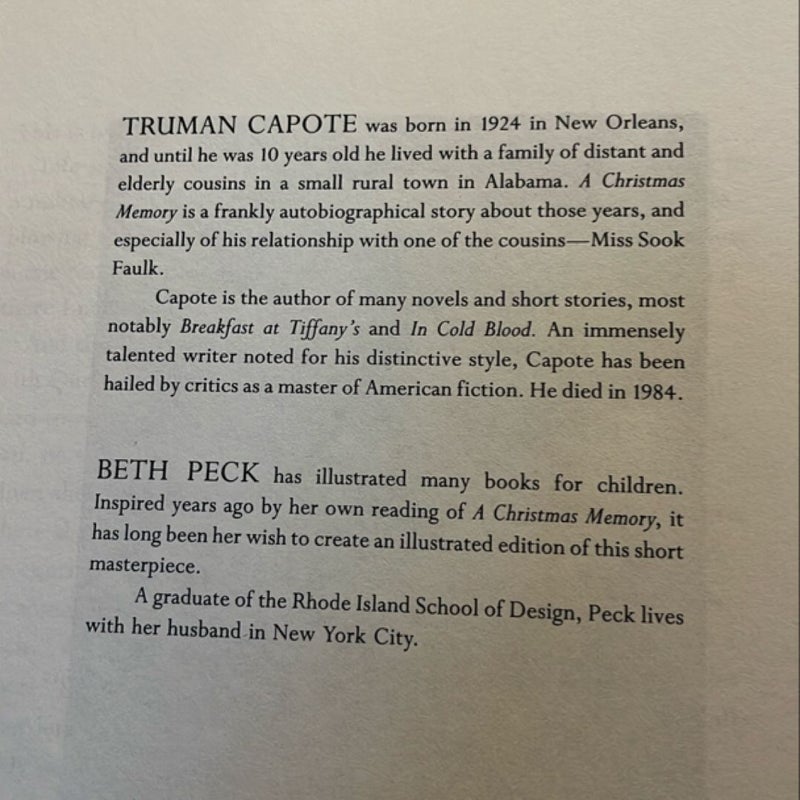 TRUMAN CAPOTE was born in 1924 in New Orleans,
and until he was 10 years old he lived with a family of distant and
elderly cousins in a small rural town in Alabama. A Christmas
Memory is a frankly autobiographical story about those years, and
especially of his relationship with one of the cousins—Miss Sook
Faulk.
Capote is the author of many novels and short stories, most
notably Breakfast at Tiffany's and In Cold Blood. An immensely
talented writer noted for his distinctive style, Capote has been
hailed by critics as a master of American fiction. He died in 1984.
BETH PECK has illustrated many books for children.
Inspired years ago by her own reading of A Christmas Memory, it
has long been her wish to create an illustrated edition of this short
masterpiece.
A graduate of the Rhode Island School of Design, Peck lives
with her husband in New York City.